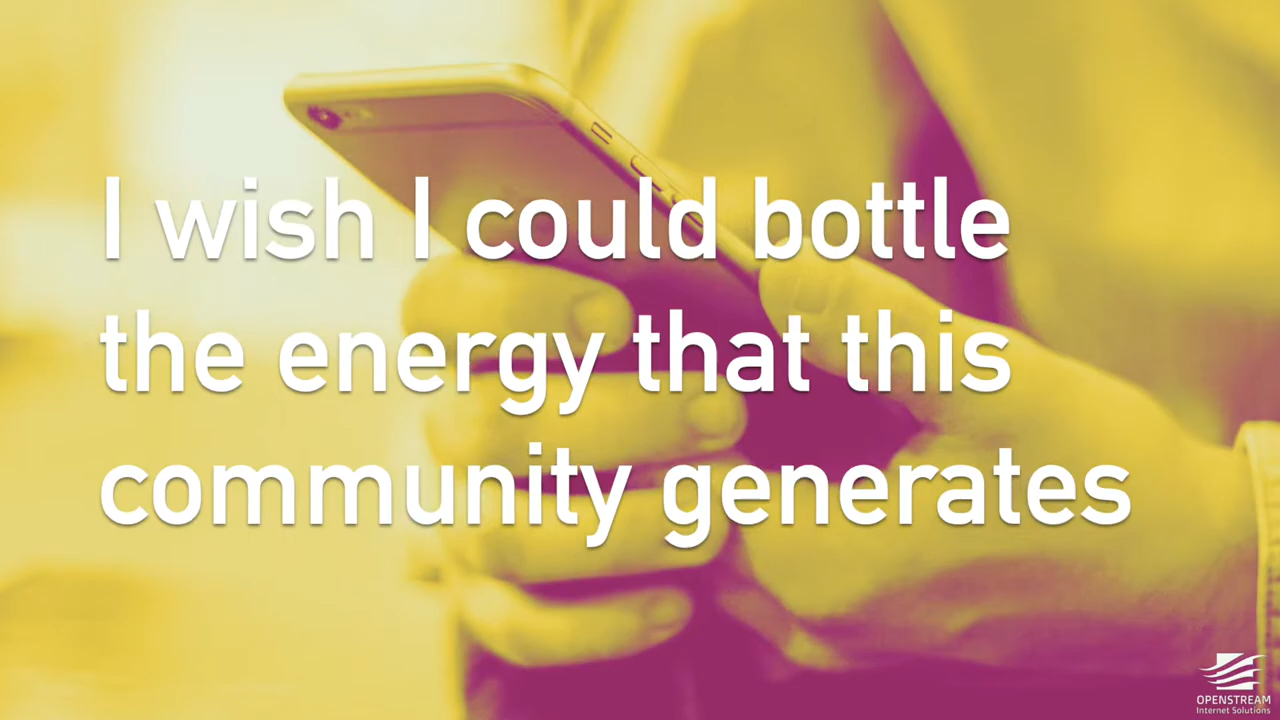 I wish I could bottle
the energy that this
community generates
OPENSTREAM
Internet Solutions